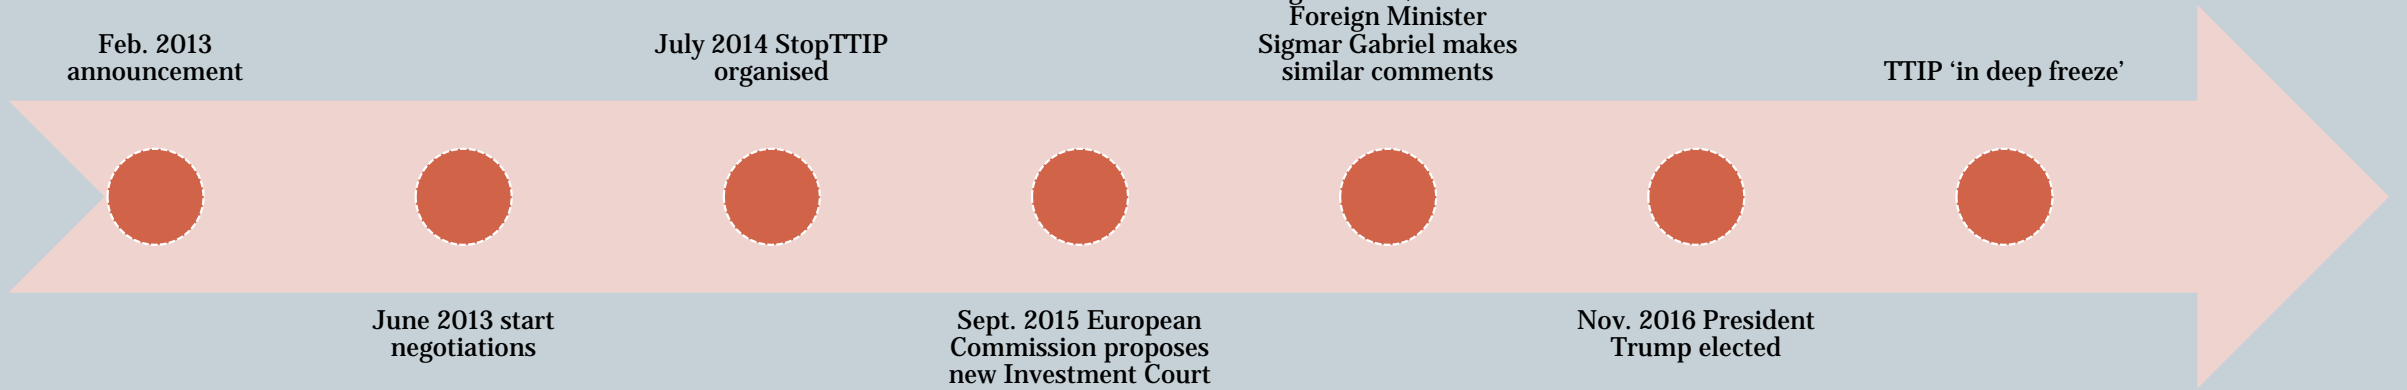 Feb. 2013
announcement
June 2013 start
negotiations
July 2014 StopTTIP
organised
Sept. 2015 European
Commission proposes
new Investment Court
Foreign Minister
Sigmar Gabriel makes
similar comments
Nov. 2016 President
Trump elected
TTIP ‘in deep freeze’